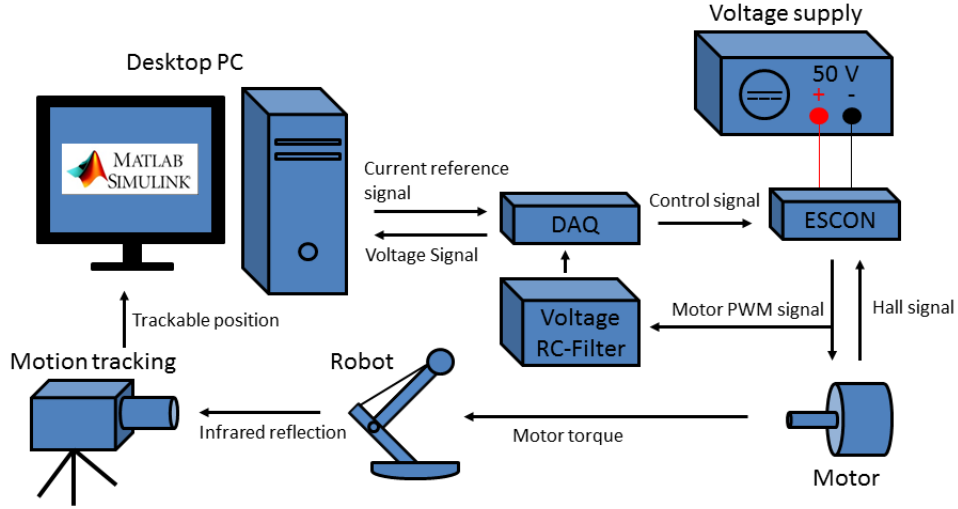 Voltage supply
Desktop PC
50 V
+ -
MATLAB
SIMULINK
Current reference
signal
Control signal
DAQ
ESCON
Voltage Signal
Trackable position
Voltage
RC-Filter
Motor PWM signal
Hall signal
Motion tracking
Robot
Infrared reflection
Motor torque
Motor